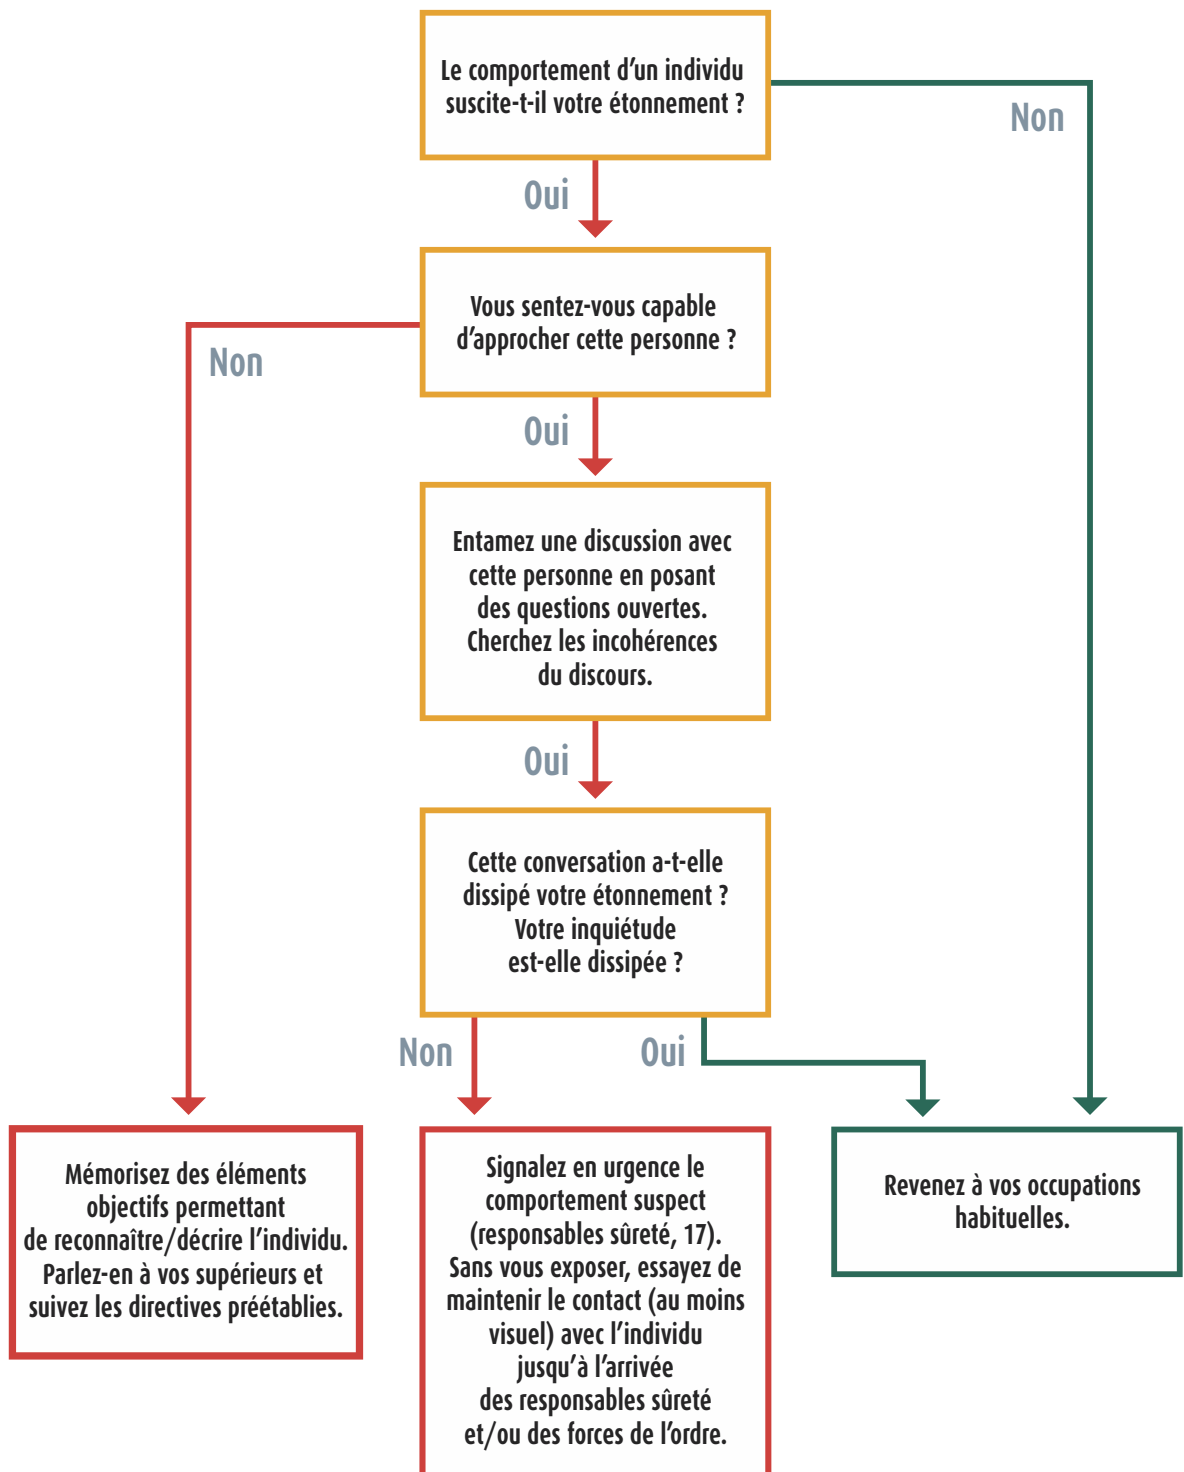 Le comportement d'un individu
suscite-t-il votre étonnement ?
Non
Oui
Vous sentez-vous capable
d'approcher cette personne ?
Non
Oui
Entamez une discussion avec
cette personne en posant
des questions ouvertes.
Cherchez les incohérences
du discours.
Oui
Cette conversation a-t-elle
dissipé votre étonnement ?
Votre inquiétude
est-elle dissipée ?
Non
Oui
Mémorisez des éléments
objectifs permettant
de reconnaître/décrire l'individu.
Parlez-en à vos supérieurs et
suivez les directives préétablies.
Signalez en urgence le
comportement suspect
(responsables sûreté, 17).
Sans vous exposer, essayez de
maintenir le contact (au moins
visuel) avec l'individu
jusqu'à l'arrivée
des responsables sûreté
et/ou des forces de l'ordre.
Revenez à vos occupations
habituelles.